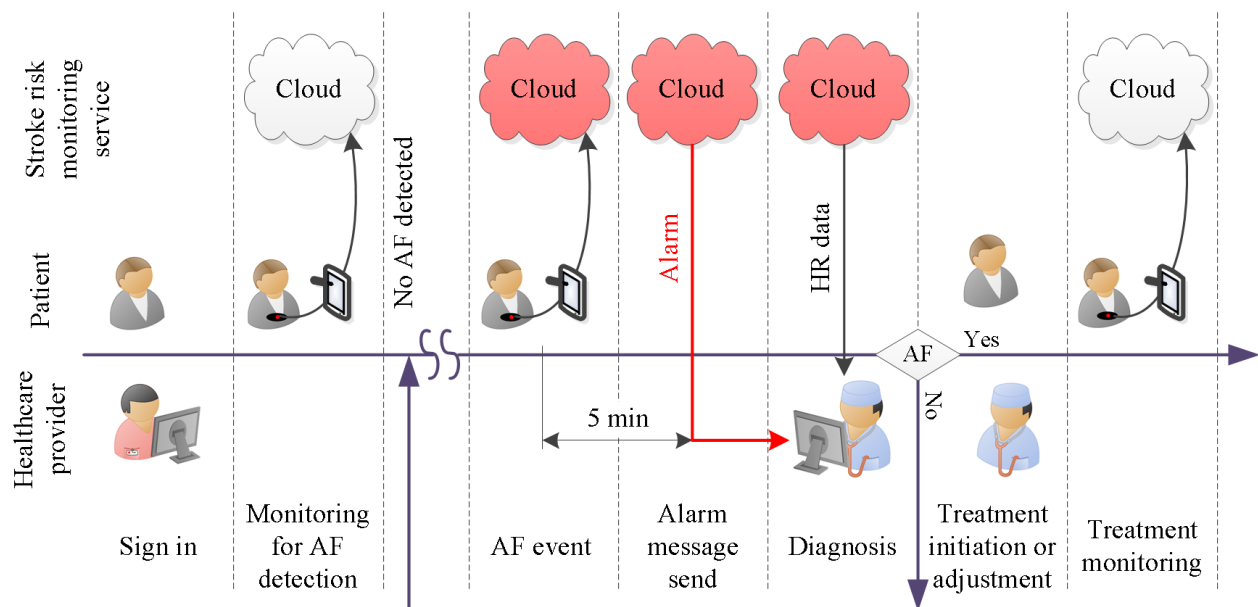 Stroke risk
monitoring
service
Cloud
Cloud
Cloud
Cloud
Cloud
Patient
No AF detected
Alarm
HR data
AF
Yes
No
Healthcare
provider
5 min
Sign in
Monitoring
for AF
detection
AF event
Alarm
message
send
Diagnosis
Treatment
initiation or
adjustment
Treatment
monitoring